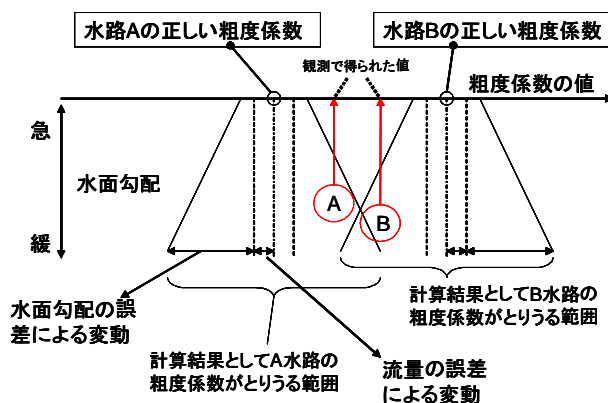 水路Aの正しい粗度係数
水路Bの正しい粗度係数
観測で得られた値
粗度係数の値
急
水面勾配
緩
A
B
水面勾配の誤
差による変動
計算結果としてA水路の
粗度係数がとりうる範囲
流量の誤差
による変動
計算結果としてB水路の
粗度係数がとりうる範囲